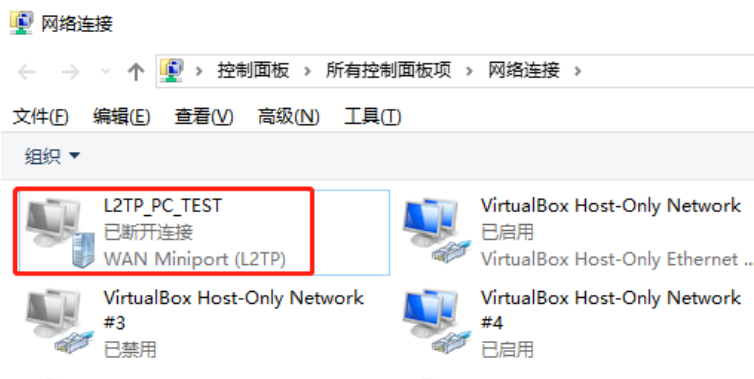 网络连接
控制面板 › 所有控制面板项 › 网络连接 ›
文件(F) 编辑(E) 查看(V) 高级(N) 工具(T)
组织
L2TP_PC_TEST
已断开连接
WAN Miniport (L2TP)
VirtualBox Host-Only Network
已启用
VirtualBox Host-Only Ethernet ...
VirtualBox Host-Only Network
#3
已禁用
VirtualBox Host-Only Network
#4
已启用